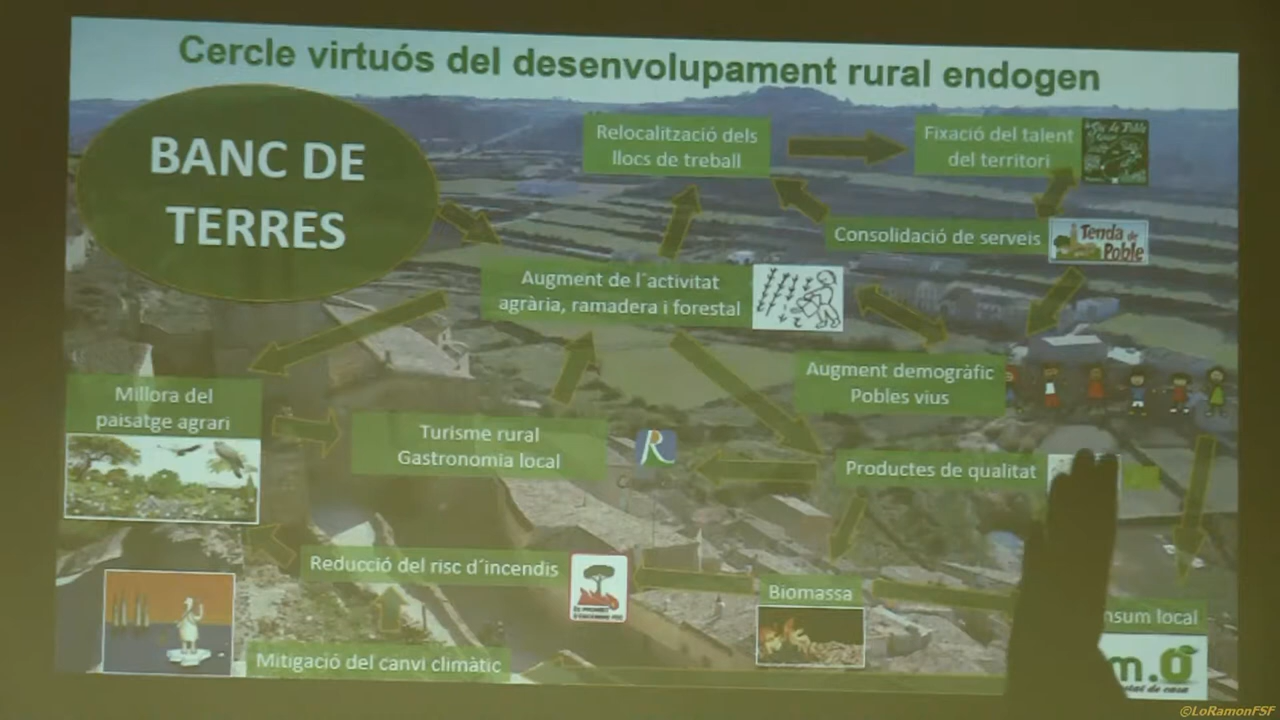 Cercle virtuós del desenvolupament rural endogen
BANC DE
TERRES
Relocalització dels
llocs de treball
Fixació del talent
del territori
Consolidació de serveis
Tenda de
Poble
Augment de l´activitat
agrària, ramadera i forestal
Augment demogràfic
Pobles vius
Millora del
paisatge agrari
Turisme rural
Gastronomia local
R
Productes de qualitat
Reducció del risc d´incendis
Biomassa
nsum local
m.O
de casa
Mitigació del canvi climàtic
©LoRamonFSF